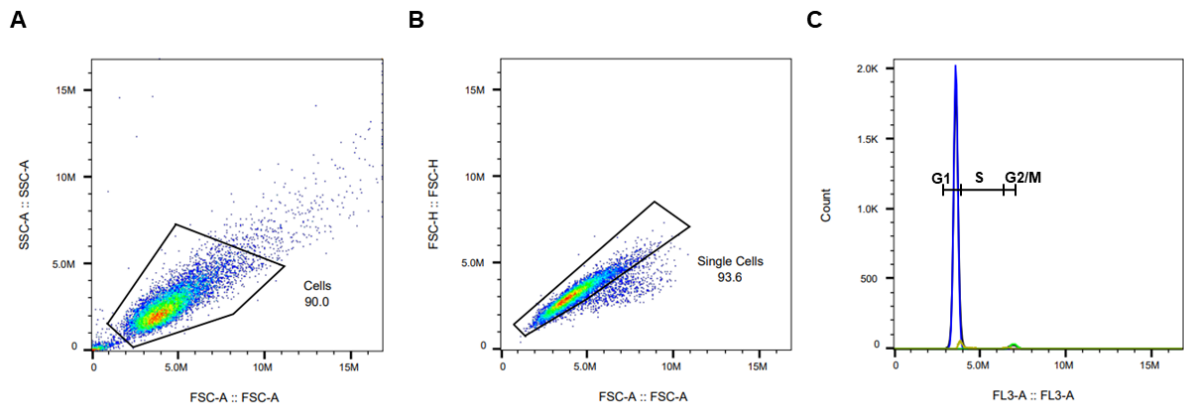 A
B
C
15M
10M
5.0M
0
SSC-A :: SSC-A
Cells
90.0
0
5.0M
10M
15M
FSC-A :: FSC-A
15M
10M
5.0M
0
FSC-H :: FSC-H
Single Cells
93.6
0
5.0M
10M
15M
FSC-A :: FSC-A
2.0K
1.5K
1.0K
500
0
Count
G1
S
G2/M
0
5.0M
10M
15M
FL3-A :: FL3-A